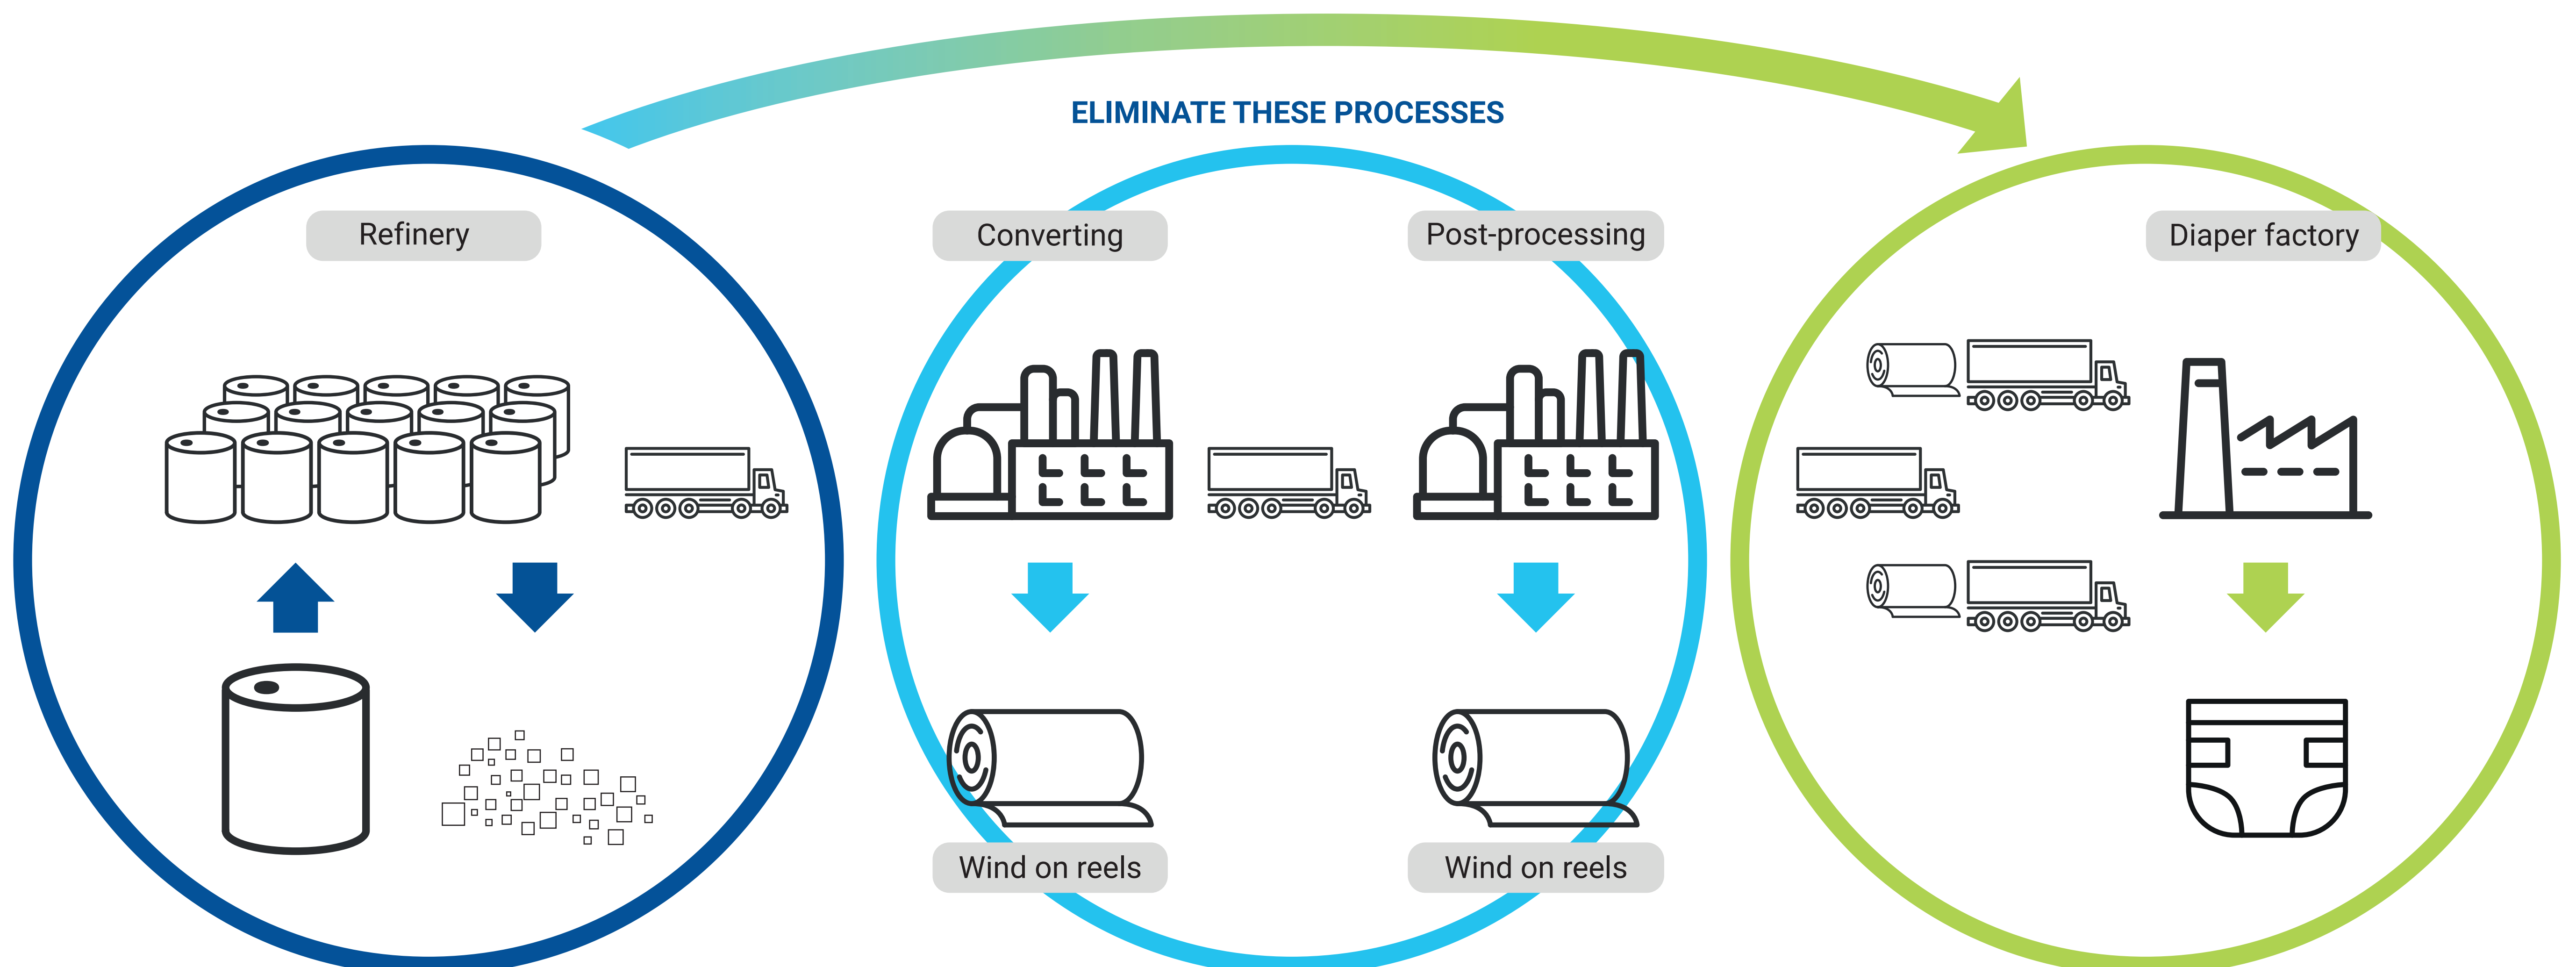 ELIMINATE THESE PROCESSES
Refinery
Converting
Post-processing
Diaper factory
Wind on reels
Wind on reels